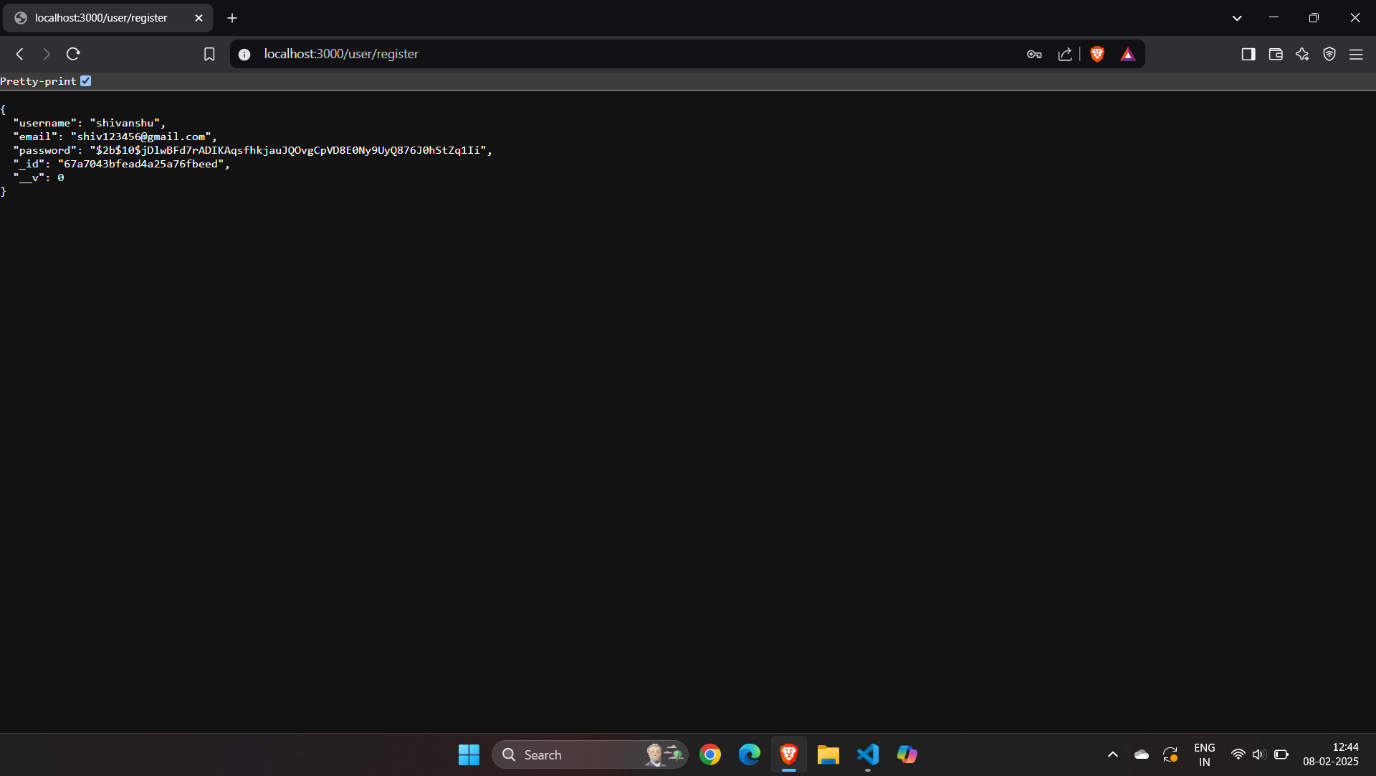 localhost:3000/user/register
localhost:3000/user/register
Pretty-print
{
  "username": "shivanshu",
  "email": "shiv123456@gmail.com",
  "password": "$2b$10$jDlwBFd7rADIKAqsfhkjauJQOvgCpVD8E0Ny9UyQ876J0hStZq1Ii",
  "_id": "67a7043bfead4a25a76fbeed",
  "__v": 0
}
Search
ENG
IN
12:44
08-02-2025